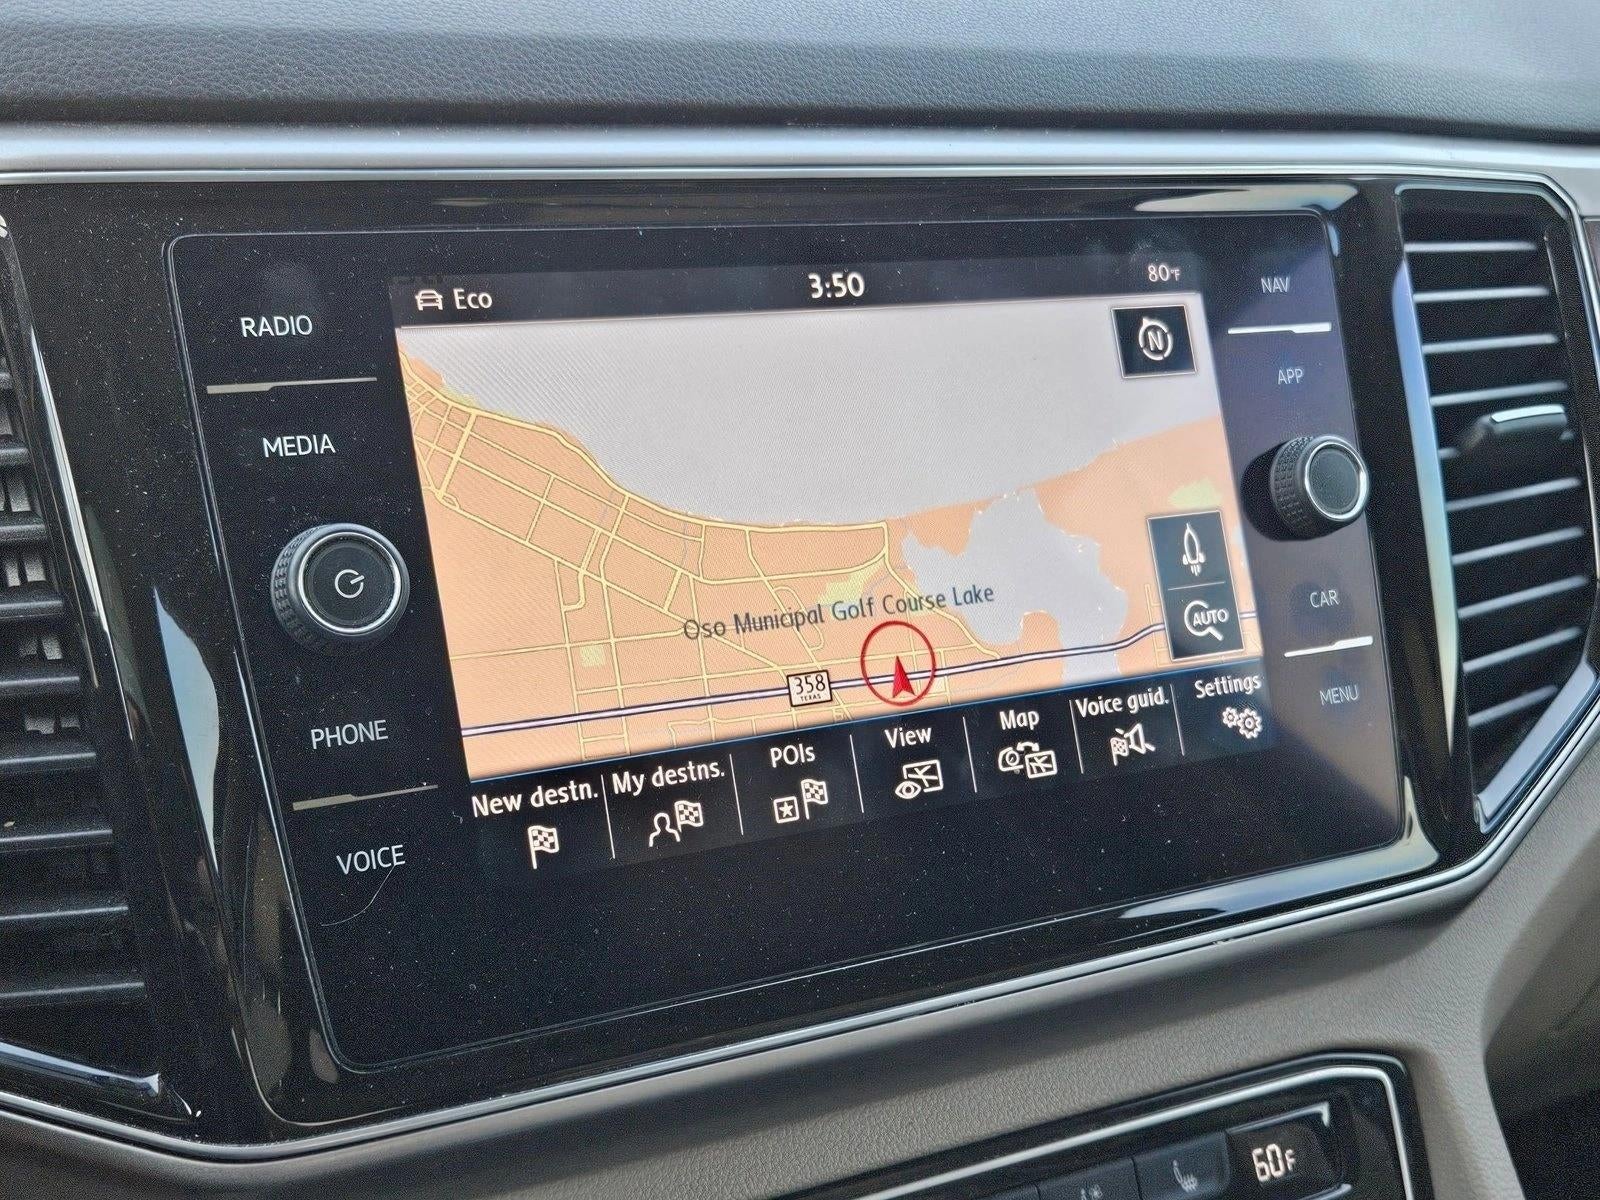 Eco 3:50 80°F
N
RADIO
MEDIA
PHONE
VOICE
NAV
APP
CAR
MENU
Oso Municipal Golf Course Lake
358
TEXAS
AUTO
New destn. My destns. POIs View Map Voice guid. Settings
60F